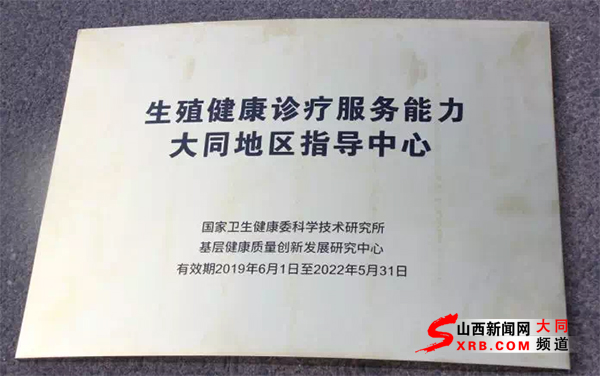 生殖健康诊疗服务能力
大同地区指导中心
国家卫生健康委科学技术研究所
基层健康质量创新发展研究中心
有效期2019年6月1日至2022年5月31日
山西新闻网 大同
SXRB.COM 频道